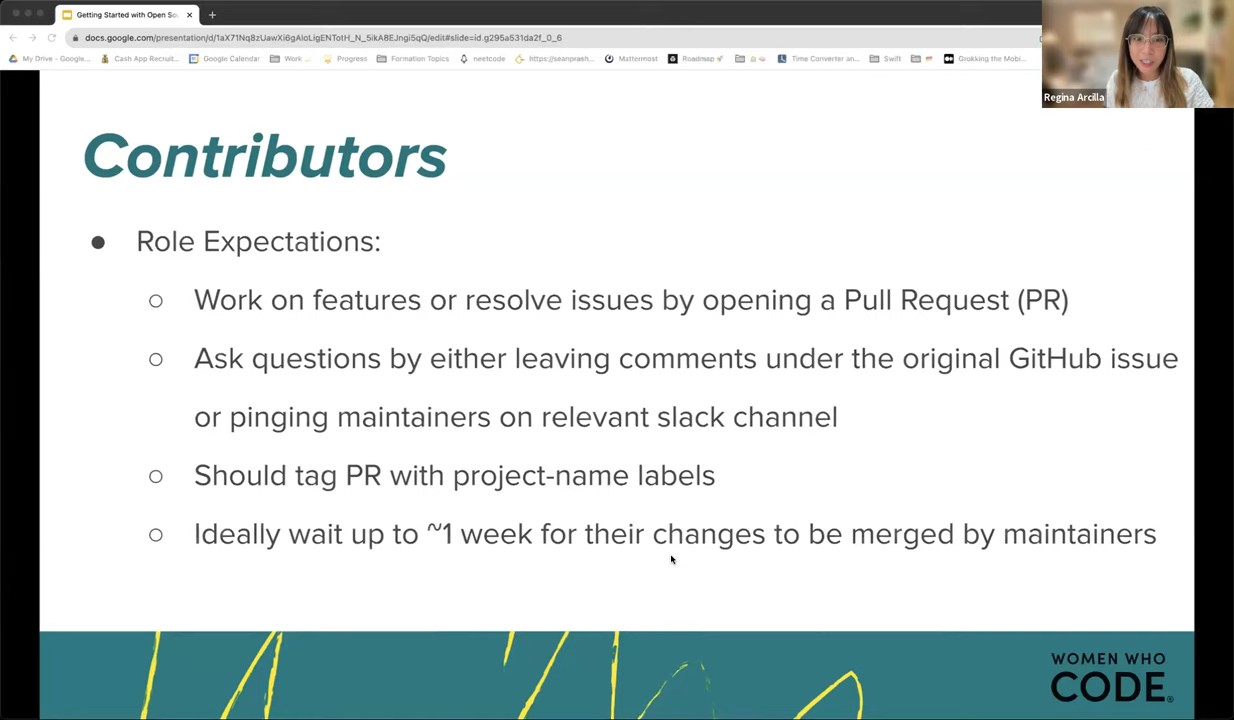 Getting Started with Open So
docs.google.com/presentation/d/1aX71Nq8zUawXi6gAloLigENTotH_N_5ikA8EJngi5qQ/edit#slide=id.g295a531da2f_0_6
My Drive - Google... Cash App Recruit... Google Calendar Work Progress Formation Topics neetcode https://seanprash... Mattermost Roadmap Time Converter an... Swift Grokking the Mobi...
Regina Arcilla
Contributors
● Role Expectations:
○ Work on features or resolve issues by opening a Pull Request (PR)
○ Ask questions by either leaving comments under the original GitHub issue
or pinging maintainers on relevant slack channel
○ Should tag PR with project-name labels
○ Ideally wait up to ~1 week for their changes to be merged by maintainers
WOMEN WHO
CODE®